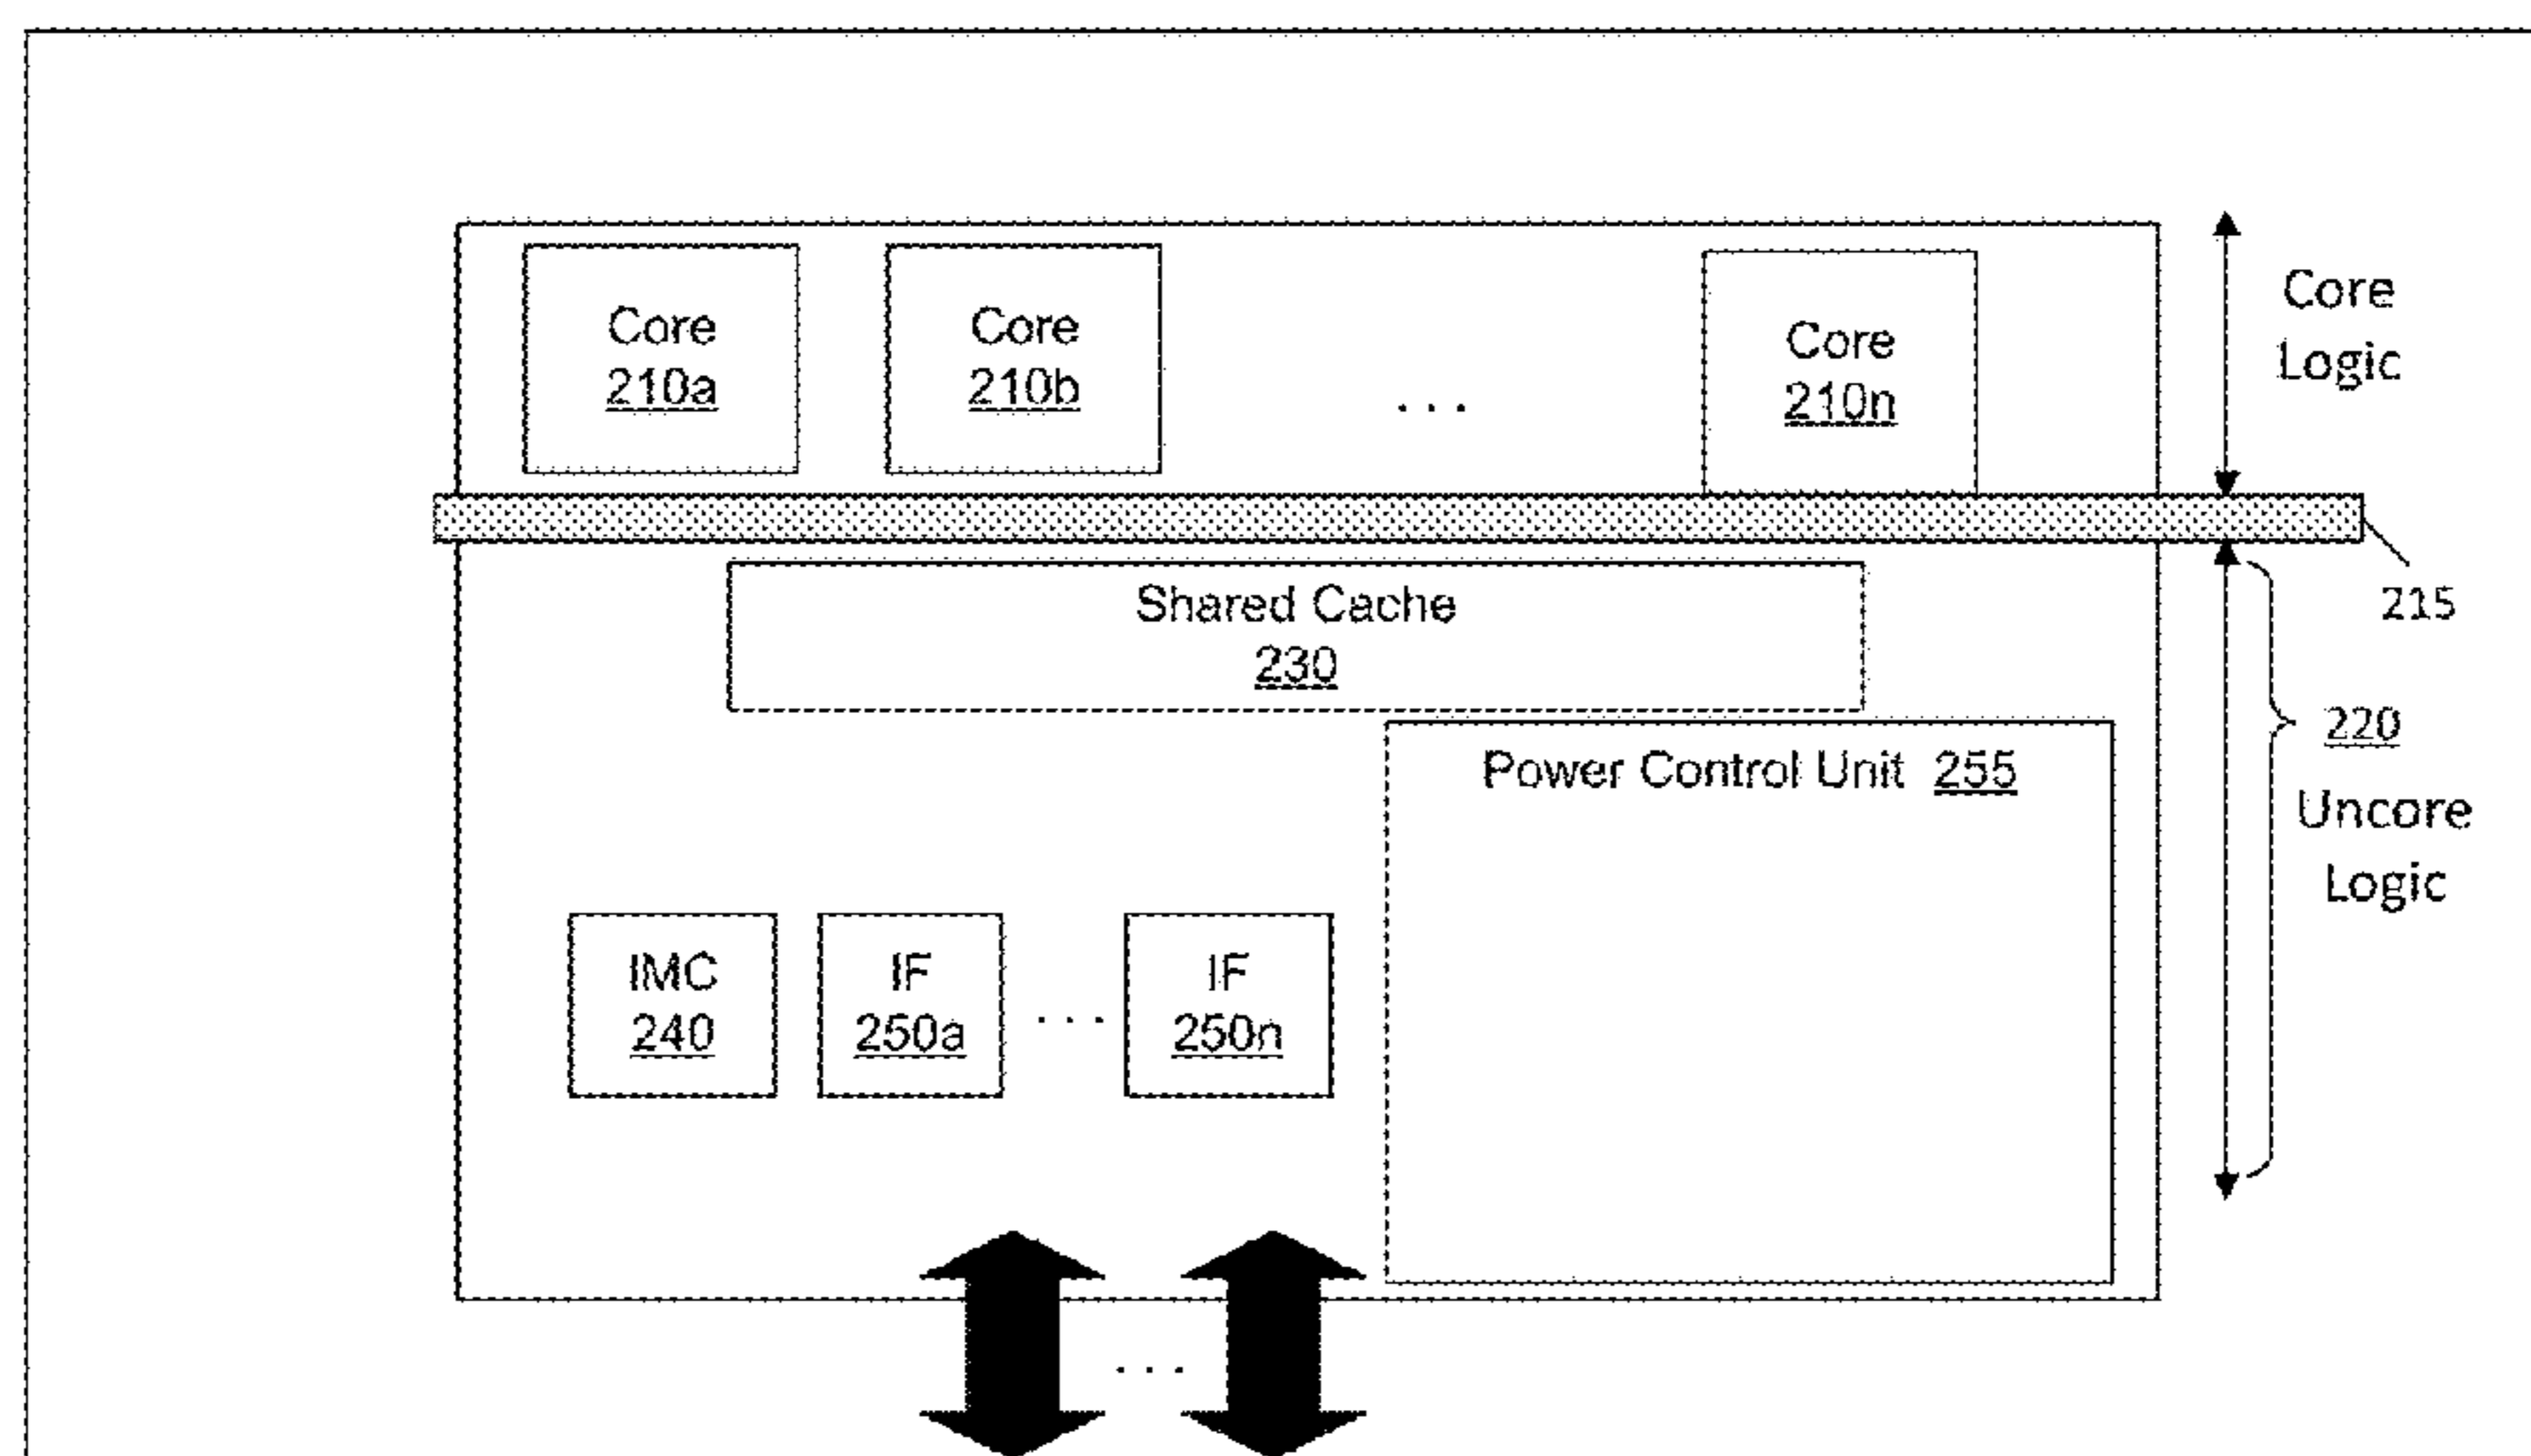 Core
210a
Core
210b
...
Core
210n
Core
Logic
215
Shared Cache
230
220
Uncore
Logic
Power Control Unit 255
IMC
240
IF
250a
...
IF
250n
...